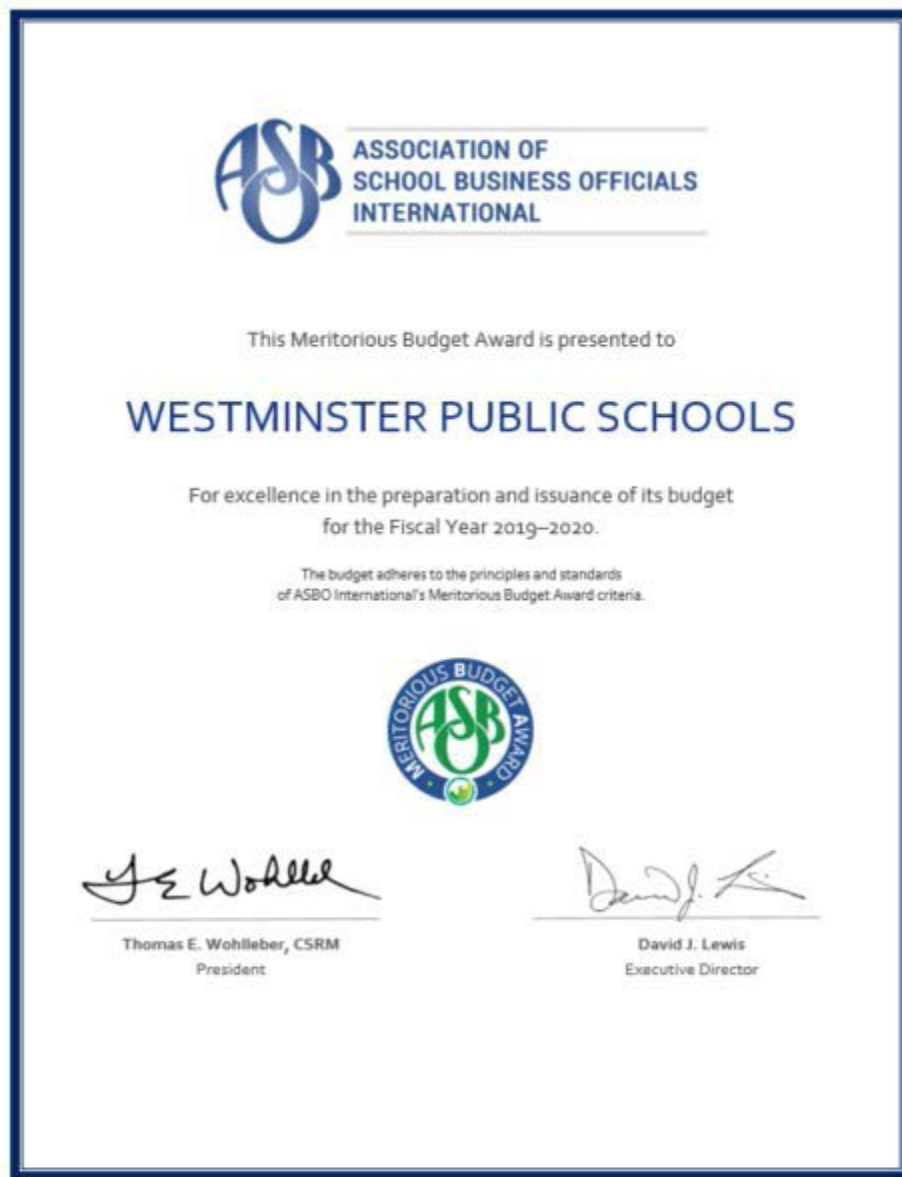 ASBO
ASSOCIATION OF
SCHOOL BUSINESS OFFICIALS
INTERNATIONAL
This Meritorious Budget Award is presented to
WESTMINSTER PUBLIC SCHOOLS
For excellence in the preparation and issuance of its budget
for the Fiscal Year 2019–2020.
The budget adheres to the principles and standards
of ASBO International's Meritorious Budget Award criteria.
MERITORIOUS BUDGET AWARD
ASBO
Thomas E. Wohlleber, CSRM
President
David J. Lewis
Executive Director